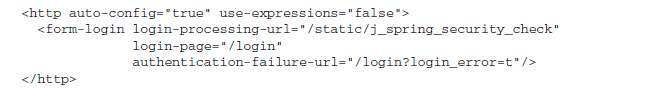 <http auto-config="true" use-expressions="false">
  <form-login login-processing-url="/static/j_spring_security_check"
              login-page="/login"
              authentication-failure-url="/login?login_error=t"/>
</http>